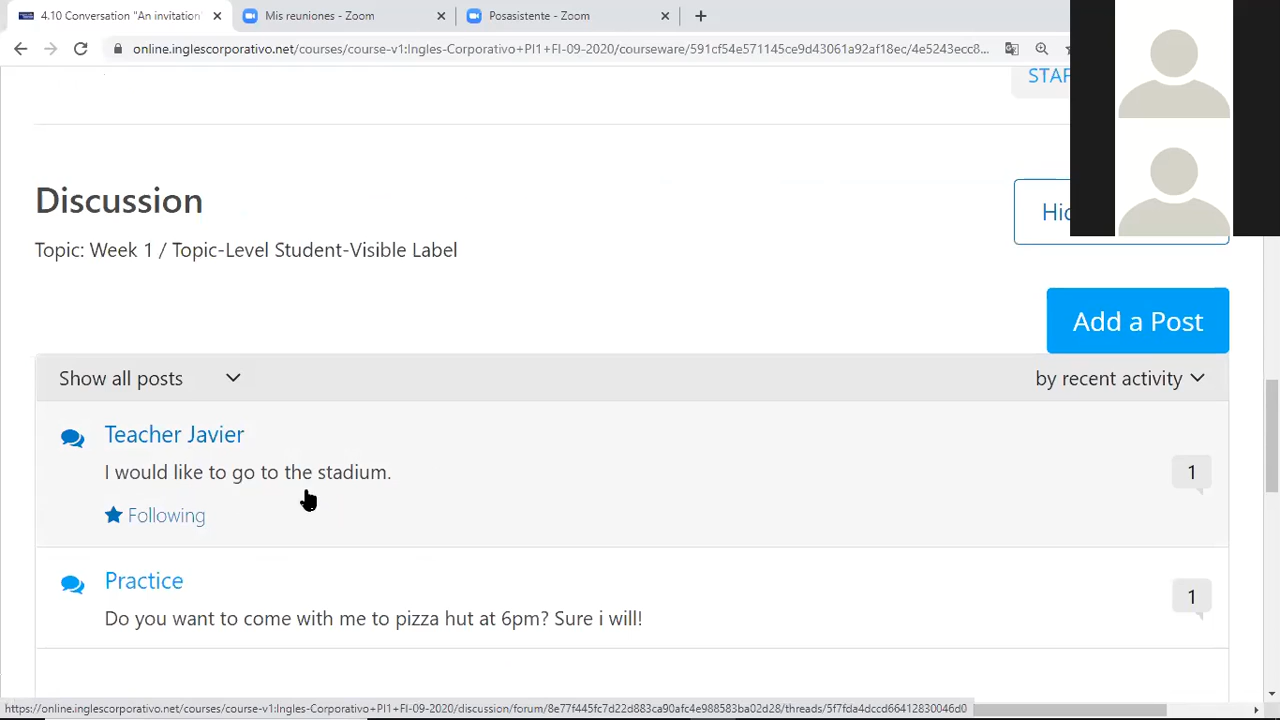 4.10 Conversation "An invitation"
Mis reuniones - Zoom
Posasistente - Zoom
online.inglescorporativo.net/courses/course-v1:Ingles-Corporativo+PI1+FI-09-2020/courseware/591cf54e571145ce9d43061a92af18ec/4e5243ecc8...
STAF
Discussion
Hid
Topic: Week 1 / Topic-Level Student-Visible Label
Add a Post
Show all posts
by recent activity
Teacher Javier
I would like to go to the stadium.
1
Following
Practice
Do you want to come with me to pizza hut at 6pm? Sure i will!
1
https://online.inglescorporativo.net/courses/course-v1:Ingles-Corporativo+PI1+FI-09-2020/discussion/forum/8e77f445fc7d22d883ca90afc4e988583ba02d28/threads/5f7fda4dccd66412830046d0